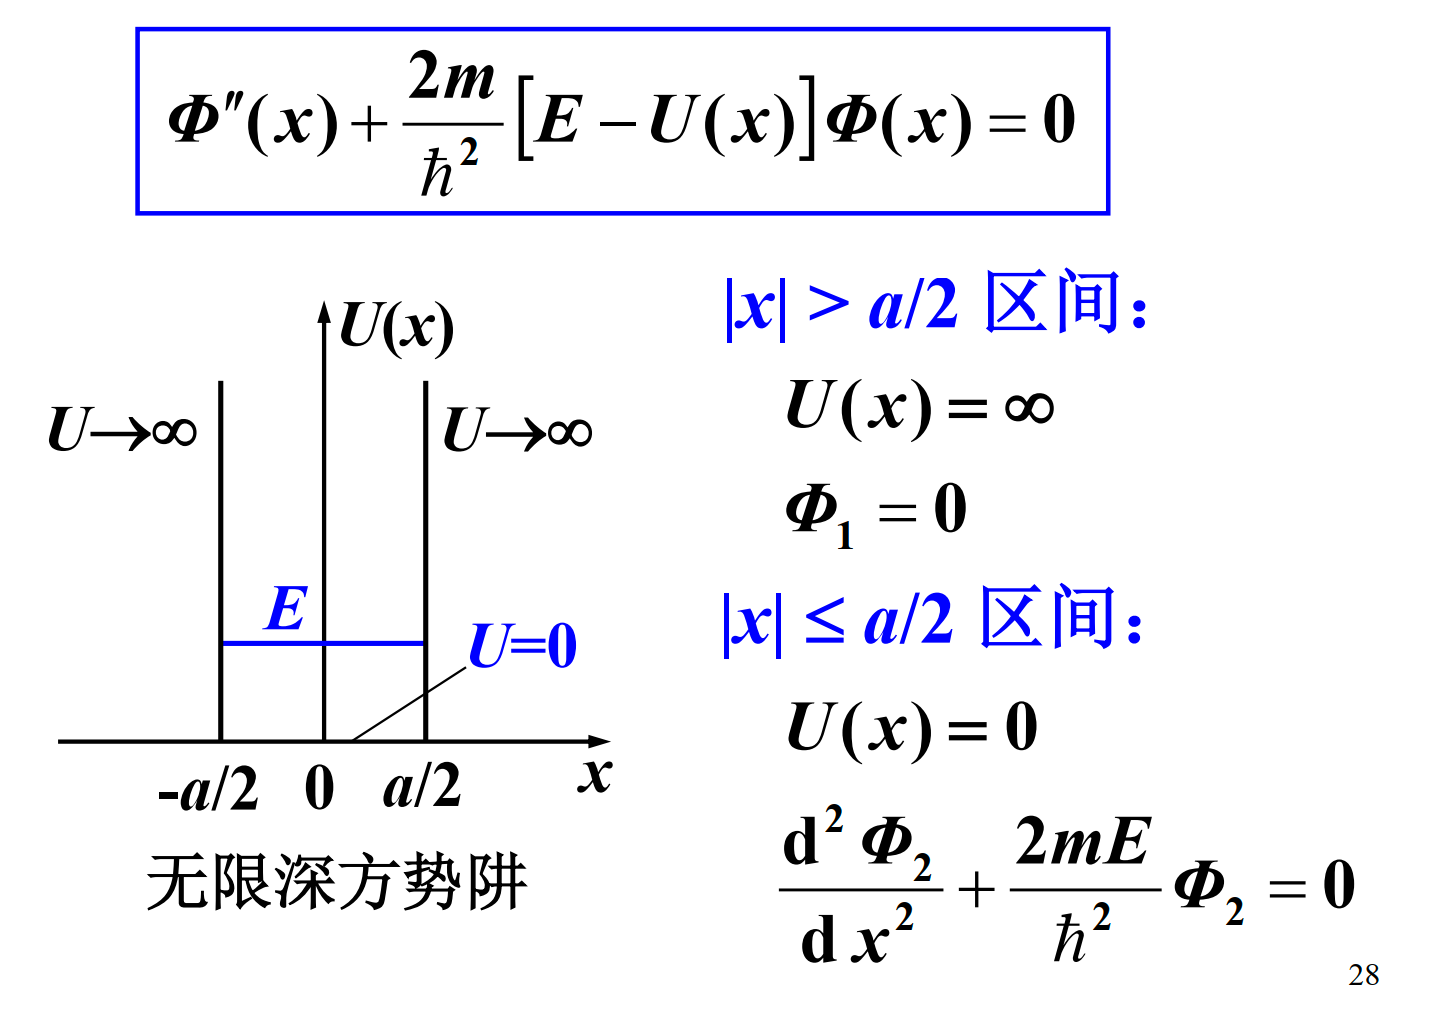 Φ″(x) + 2m/ħ² [E − U(x)]Φ(x) = 0
U(x)
U→∞
U→∞
E
U=0
-a/2
0
a/2
x
无限深方势阱
|x| > a/2 区间：
U(x) = ∞
Φ₁ = 0
|x| ≤ a/2 区间：
U(x) = 0
d²Φ₂/dx² + 2mE/ħ² Φ₂ = 0
28